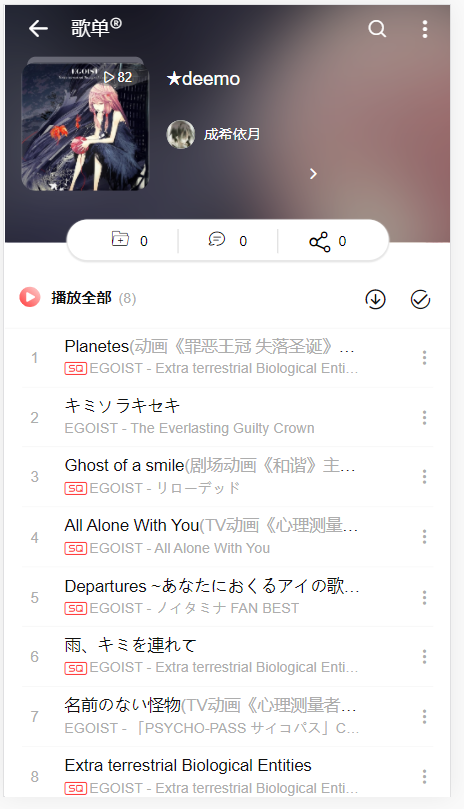 歌单®
EGOIST
82
★deemo
成希依月
0
0
0
播放全部 (8)
1
Planetes(动画《罪恶王冠 失落圣诞》…
SQ EGOIST - Extra terrestrial Biological Enti...
2
キミソラキセキ
EGOIST - The Everlasting Guilty Crown
3
Ghost of a smile(剧场动画《和谐》主…
SQ EGOIST - リローデッド
4
All Alone With You(TV动画《心理测量…
SQ EGOIST - All Alone With You
5
Departures ~あなたにおくるアイの歌…
SQ EGOIST - ノイタミナ FAN BEST
6
雨、キミを連れて
SQ EGOIST - Extra terrestrial Biological Enti...
7
名前のない怪物(TV动画《心理测量者…
EGOIST - 「PSYCHO-PASS サイコパス」C…
8
Extra terrestrial Biological Entities
SQ EGOIST - Extra terrestrial Biological Enti...